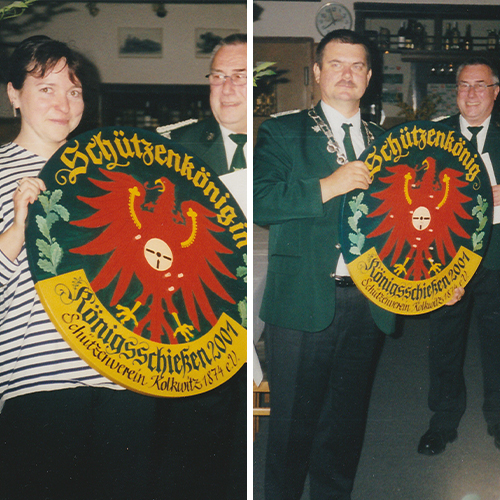 Schützenkönigin
Königsschießen 2001
Schützenverein Kolkwitz 1874 e.V.
Schützenkönig
Königsschießen 2001
Schützenverein Kolkwitz 1874 e.V.